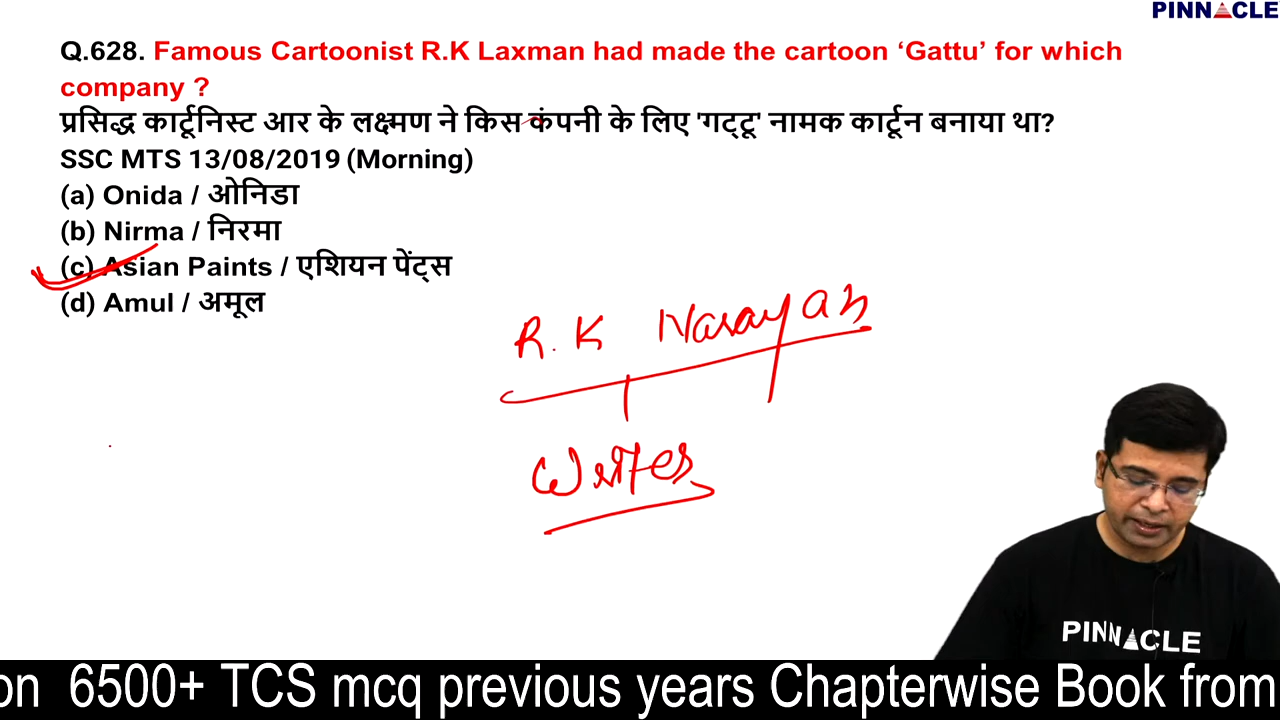 PINNACLE
Q.628. Famous Cartoonist R.K Laxman had made the cartoon ‘Gattu’ for which
company ?
प्रसिद्ध कार्टूनिस्ट आर के लक्ष्मण ने किस कंपनी के लिए 'गट्टू' नामक कार्टून बनाया था?
SSC MTS 13/08/2019 (Morning)
(a) Onida / ओनिडा
(b) Nirma / निरमा
(c) Asian Paints / एशियन पेंट्स
(d) Amul / अमूल
R.K Narayan
Writer
PINNACLE
on 6500+ TCS mcq previous years Chapterwise Book from